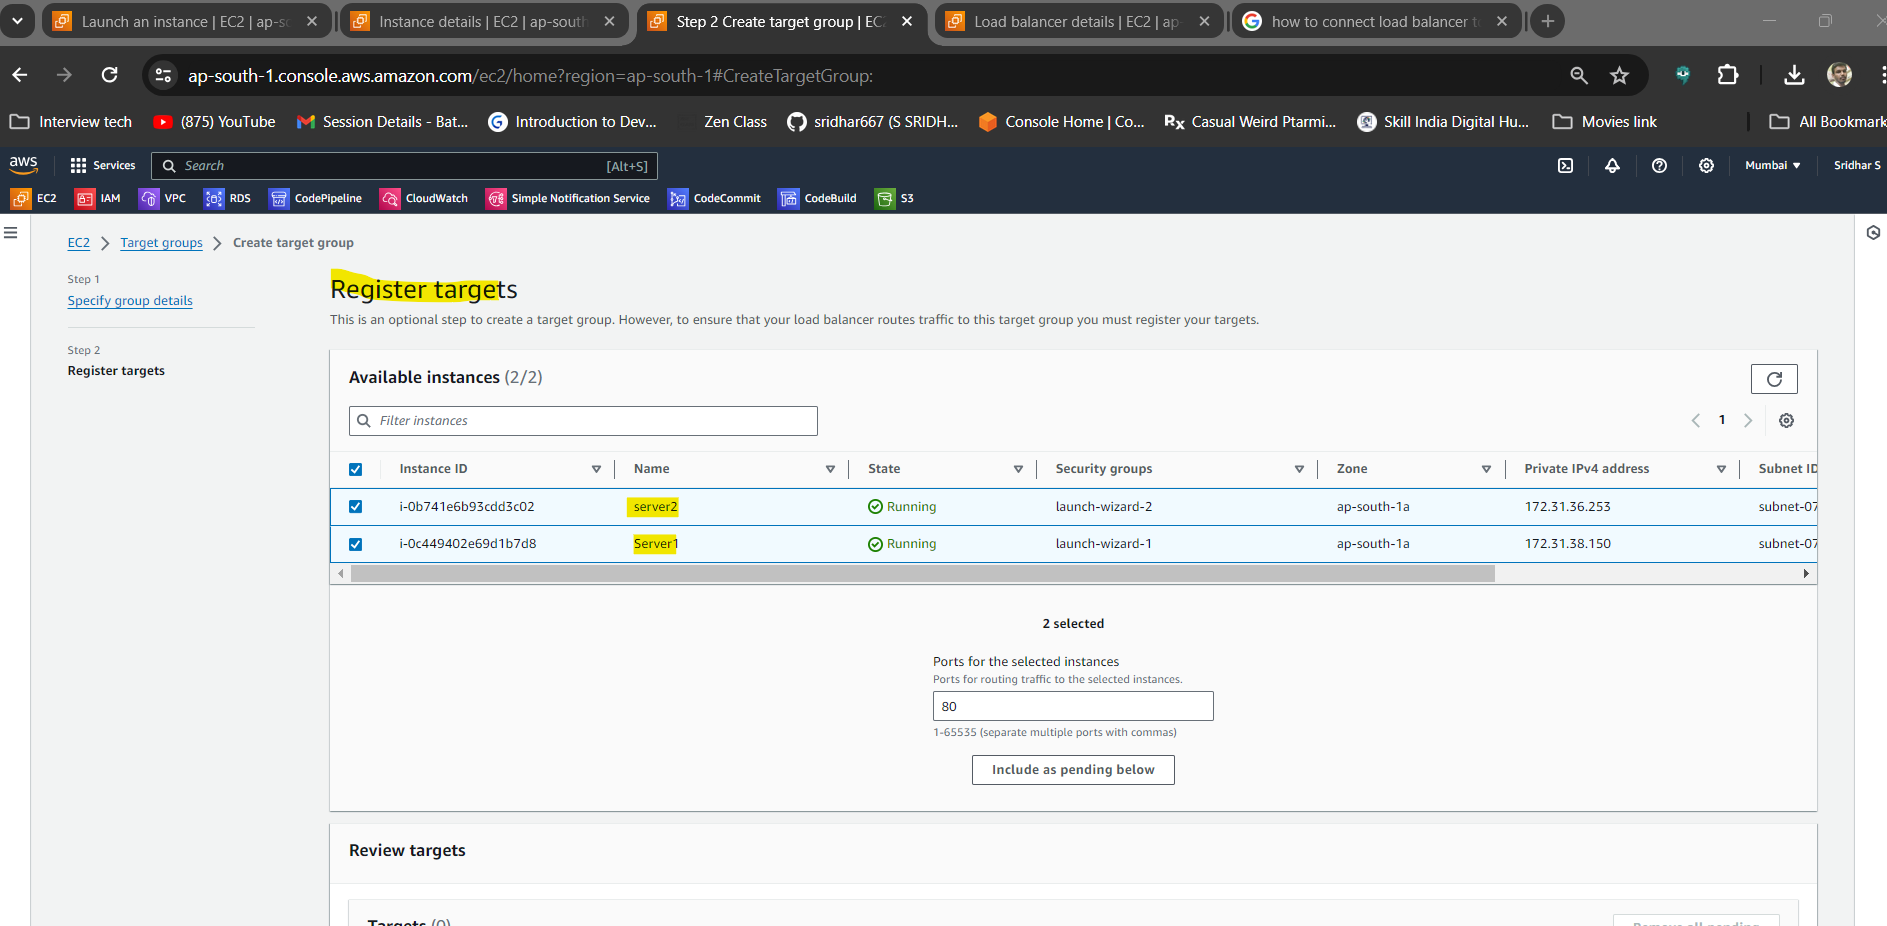 Launch an instance | EC2 | ap-so
Instance details | EC2 | ap-south
Step 2 Create target group | EC2
Load balancer details | EC2 | ap-
how to connect load balancer t
ap-south-1.console.aws.amazon.com/ec2/home?region=ap-south-1#CreateTargetGroup:
Interview tech
(875) YouTube
Session Details - Bat...
Introduction to Dev...
Zen Class
sridhar667 (S SRIDH...
Console Home | Co...
Rx Casual Weird Ptarmi...
Skill India Digital Hu...
Movies link
All Bookmark
aws
Services
Search
[Alt+S]
Mumbai
Sridhar S
EC2
IAM
VPC
RDS
CodePipeline
CloudWatch
Simple Notification Service
CodeCommit
CodeBuild
S3
EC2 > Target groups > Create target group
Step 1
Specify group details
Step 2
Register targets
Register targets
This is an optional step to create a target group. However, to ensure that your load balancer routes traffic to this target group you must register your targets.
Available instances (2/2)
Filter instances
1
Instance ID Name State Security groups Zone Private IPv4 address Subnet ID
i-0b741e6b93cdd3c02 server2 Running launch-wizard-2 ap-south-1a 172.31.36.253 subnet-07
i-0c449402e69d1b7d8 Server1 Running launch-wizard-1 ap-south-1a 172.31.38.150 subnet-07
2 selected
Ports for the selected instances
Ports for routing traffic to the selected instances.
80
1-65535 (separate multiple ports with commas)
Include as pending below
Review targets
Targets (0)
Remove all pending